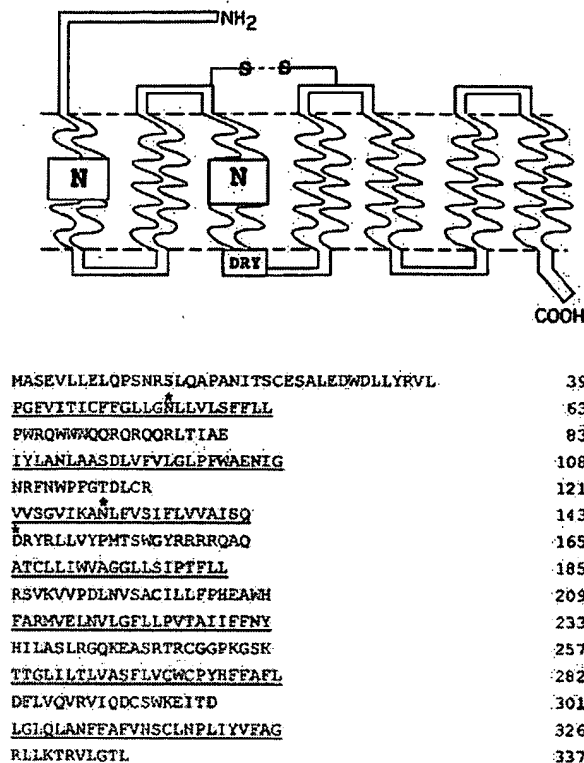 NH2
S S
N N
DRY
COOH
MASEVLLELQPSNRSLQAPANITSCESALEDWDLLYRVL 39
PGFVITICFFGLLGNLLVLSFFLL 63
PWRQWWWQQRQRQQRLTIAE 83
IYLANLAASDLVFVLGLPFWAENIG 108
NRFNWPFGTDLCR 121
VVSGVIKANLFVSIFLVVAISQ 143
DRYRLLVYPMTSWGYRRRRQAQ 165
ATCLLIWVAGGLLSIPTFLL 185
RSVKVVPDLNVSACILLFPHEAWH 209
FARMVELNVLGFLLPVTAIIFFNY 233
HILASLRGQKEASRTRCGGPKGSK 257
TTGLILTLVASFLVCWCPYHFFAFL 282
DFLVQVRVIQDCSWKEITD 301
LGLQLANFFAFVNSCLNPLIYVFAG 326
RLLKTRVLGTL 337